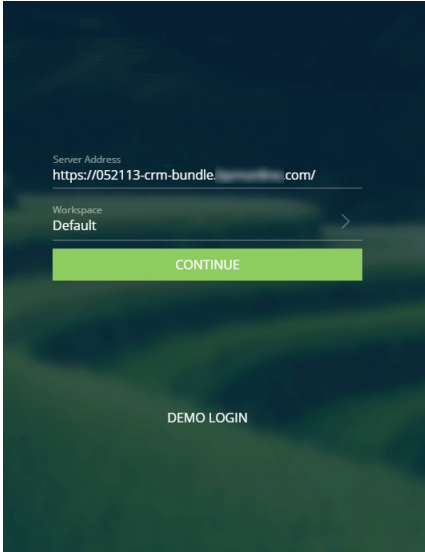 Server Address
https://052113-crm-bundle. .com/
Workspace
Default
CONTINUE
DEMO LOGIN